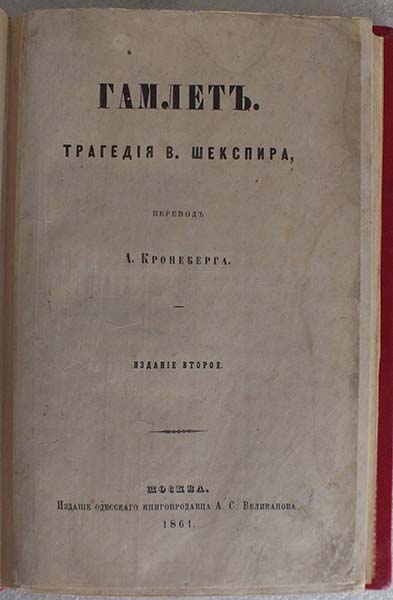 ГАМЛЕТЪ.
ТРАГЕДІЯ В. ШЕКСПИРА,
ПЕРЕВОДЪ
А. КРОНЕБЕРГА.
ИЗДАНІЕ ВТОРОЕ.
МОСКВА.
ИЗДАНІЕ ОДЕССКАГО КНИГОПРОДАВЦА А. С. ВЕЛИКАНОВА.
1861.